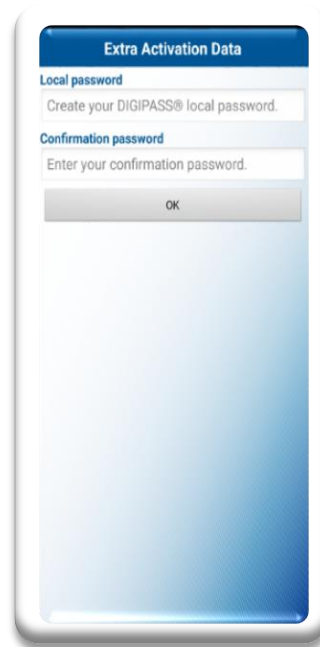 Extra Activation Data
Local password
Create your DIGIPASS® local password.
Confirmation password
Enter your confirmation password.
OK